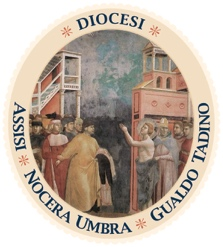 * DIOCESI *
ASSISI * NOCERA UMBRA * GUALDO TADINO